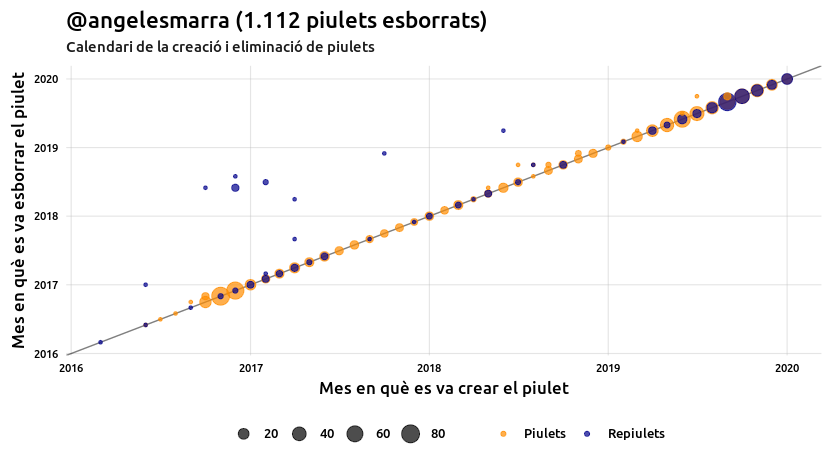 @angelesmarra (1.112 piulets esborrats)
Calendari de la creació i eliminació de piulets
Mes en què es va esborrar el piulet
2020
2019
2018
2017
2016
2016 2017 2018 2019 2020
Mes en què es va crear el piulet
20 40 60 80 Piulets Repiulets